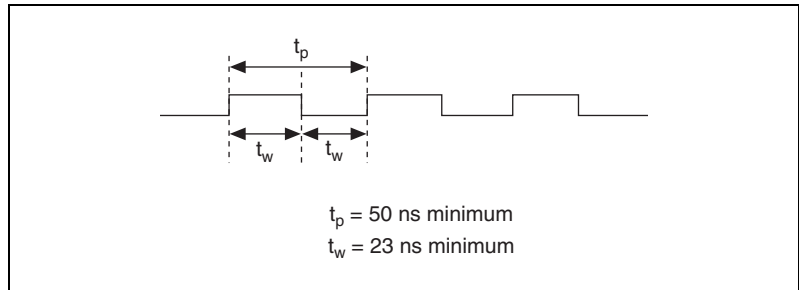 tp
tw tw
tp = 50 ns minimum
tw = 23 ns minimum